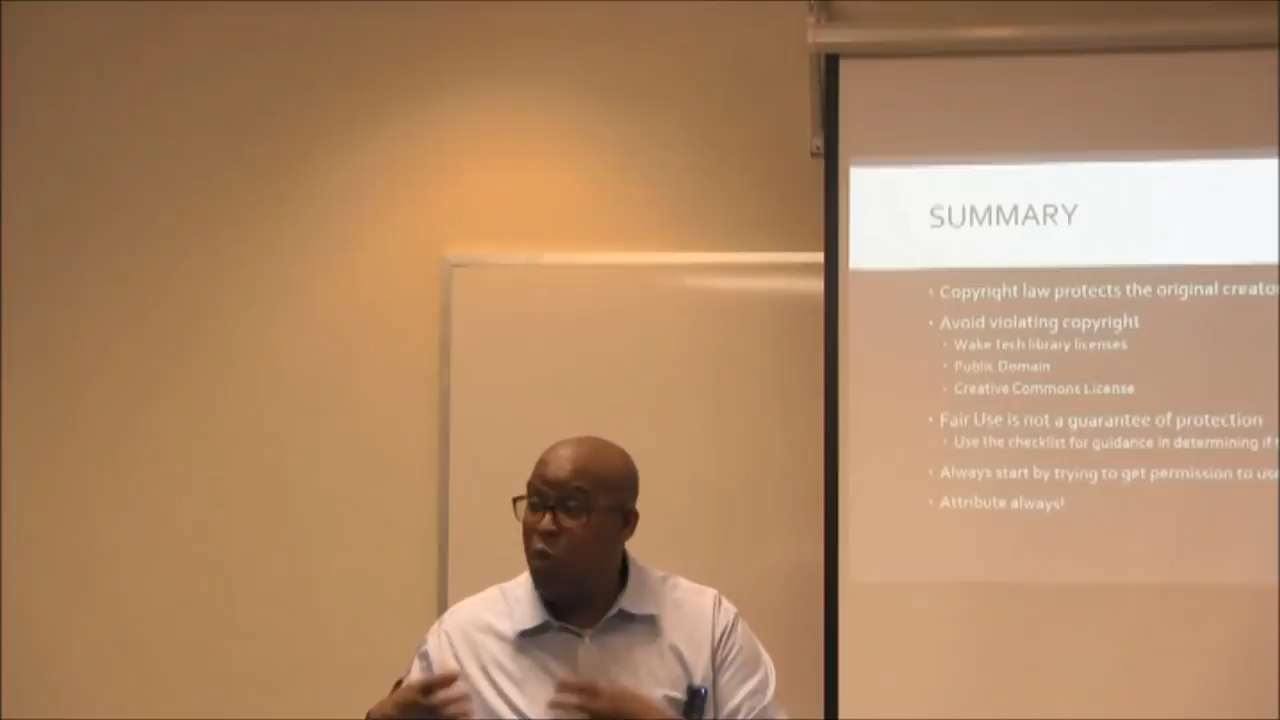 SUMMARY
• Copyright law protects the original creato
• Avoid violating copyright
• Wake Tech library licenses
• Public Domain
• Creative Commons License
• Fair Use is not a guarantee of protection
• Use the checklist for guidance in determining if
• Always start by trying to get permission to us
• Attribute always!